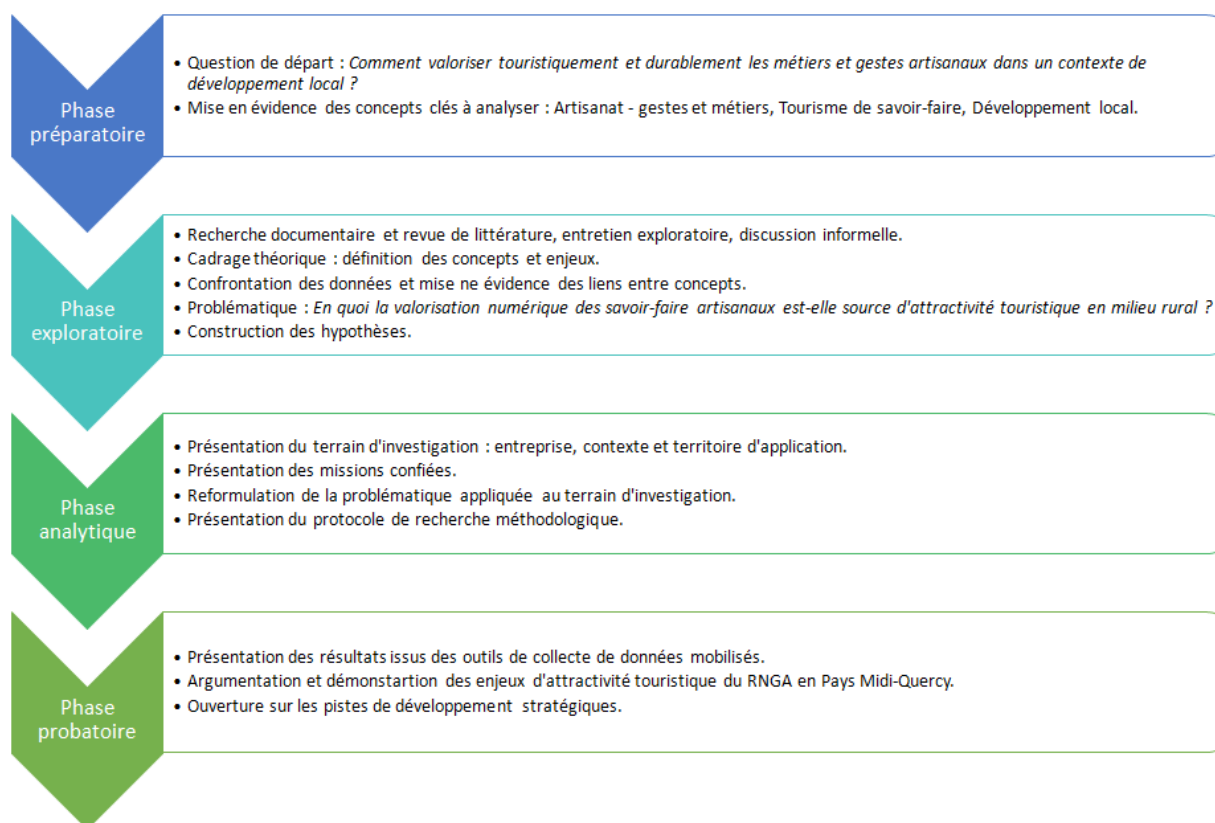 Phase
préparatoire
• Question de départ : Comment valoriser touristiquement et durablement les métiers et gestes artisanaux dans un contexte de
développement local ?
• Mise en évidence des concepts clés à analyser : Artisanat - gestes et métiers, Tourisme de savoir-faire, Développement local.
Phase
exploratoire
• Recherche documentaire et revue de littérature, entretien exploratoire, discussion informelle.
• Cadrage théorique : définition des concepts et enjeux.
• Confrontation des données et mise ne évidence des liens entre concepts.
• Problématique : En quoi la valorisation numérique des savoir-faire artisanaux est-elle source d'attractivité touristique en milieu rural ?
• Construction des hypothèses.
Phase
analytique
• Présentation du terrain d'investigation : entreprise, contexte et territoire d'application.
• Présentation des missions confiées.
• Reformulation de la problématique appliquée au terrain d'investigation.
• Présentation du protocole de recherche méthodologique.
Phase
probatoire
• Présentation des résultats issus des outils de collecte de données mobilisés.
• Argumentation et démonstartion des enjeux d'attractivité touristique du RNGA en Pays Midi-Quercy.
• Ouverture sur les pistes de développement stratégiques.